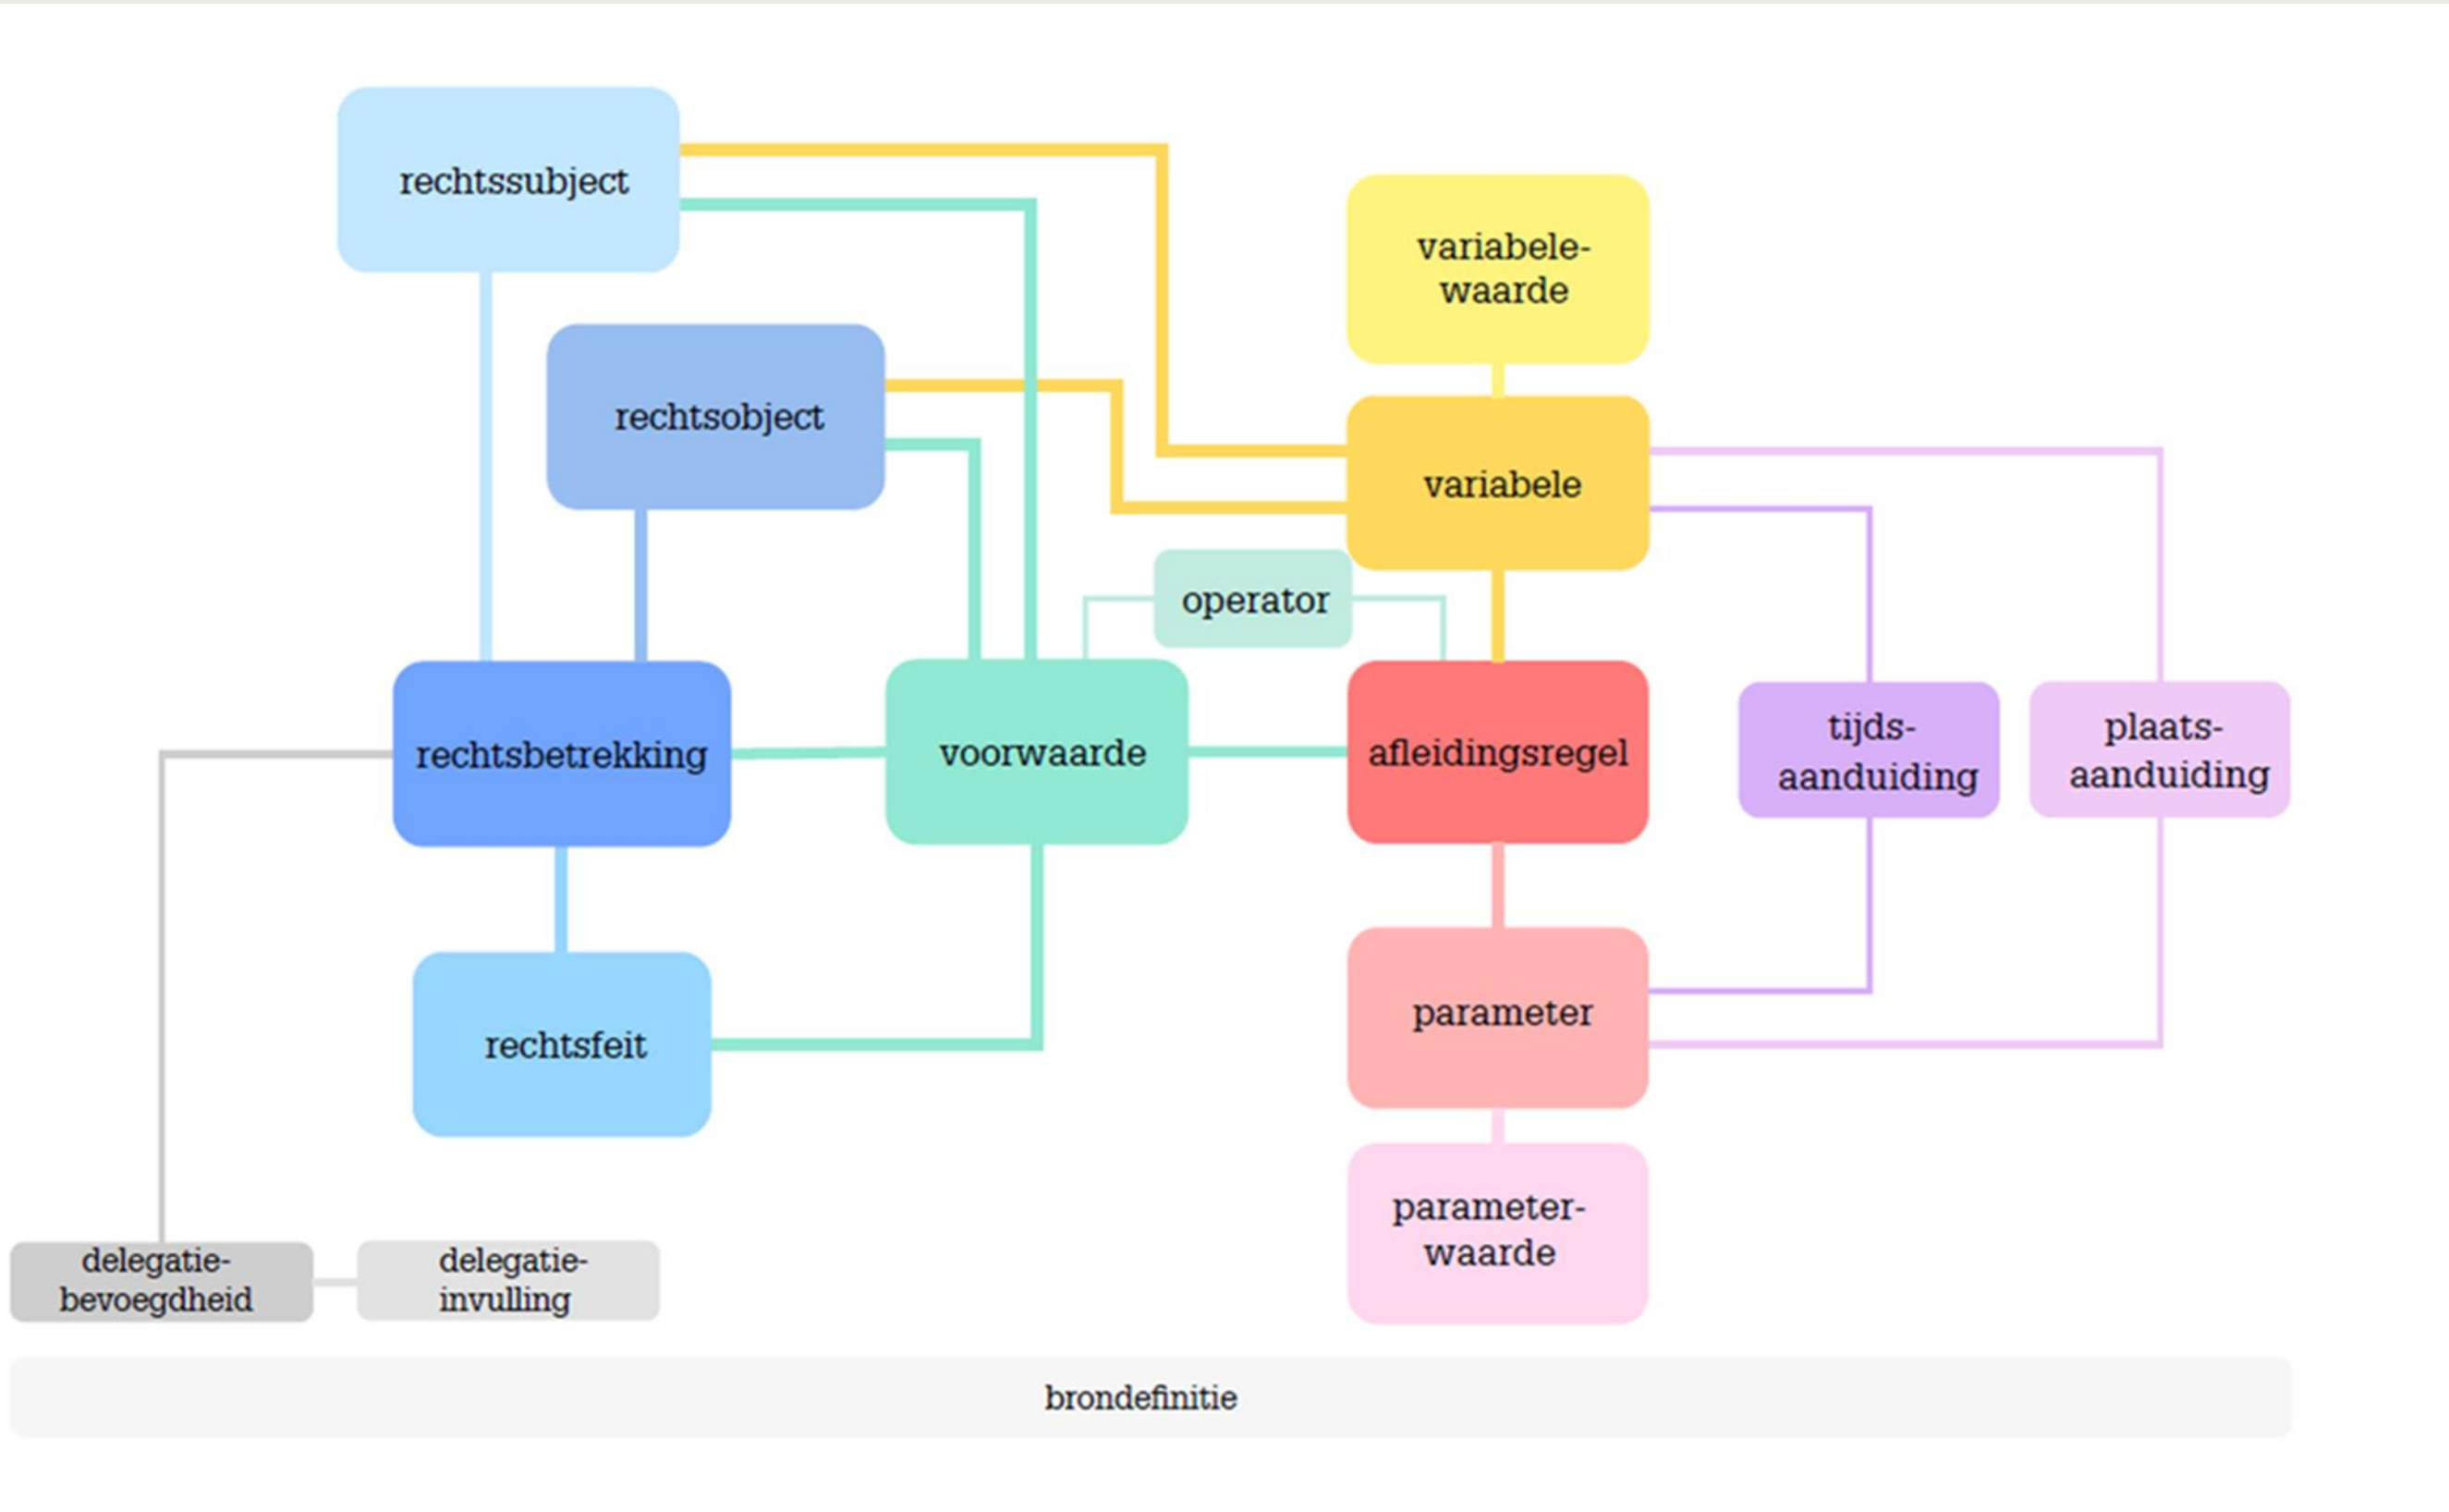 rechtssubject
variabele-
waarde
rechtsobject
variabele
operator
rechtsbetrekking
voorwaarde
afleidingsregel
tijds-
aanduiding
plaats-
aanduiding
rechtsfeit
parameter
parameter-
waarde
delegatie-
bevoegdheid
delegatie-
invulling
brondefinitie